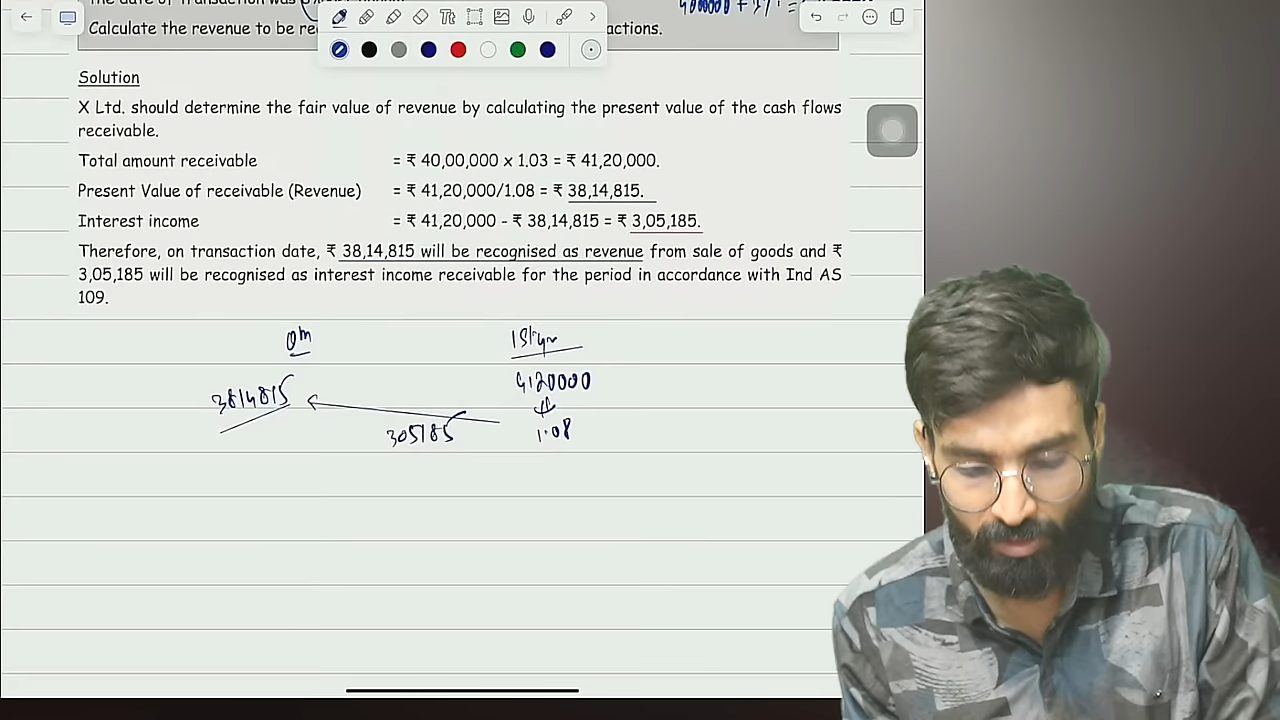 The date of Transaction was
Calculate the revenue to be re actions.
Solution
X Ltd. should determine the fair value of revenue by calculating the present value of the cash flows
receivable.
Total amount receivable = ₹ 40,00,000 x 1.03 = ₹ 41,20,000.
Present Value of receivable (Revenue) = ₹ 41,20,000/1.08 = ₹ 38,14,815.
Interest income = ₹ 41,20,000 - ₹ 38,14,815 = ₹ 3,05,185.
Therefore, on transaction date, ₹ 38,14,815 will be recognised as revenue from sale of goods and ₹
3,05,185 will be recognised as interest income receivable for the period in accordance with Ind AS
109.
0th 1st yr
3814815 4120000
305185 1.08